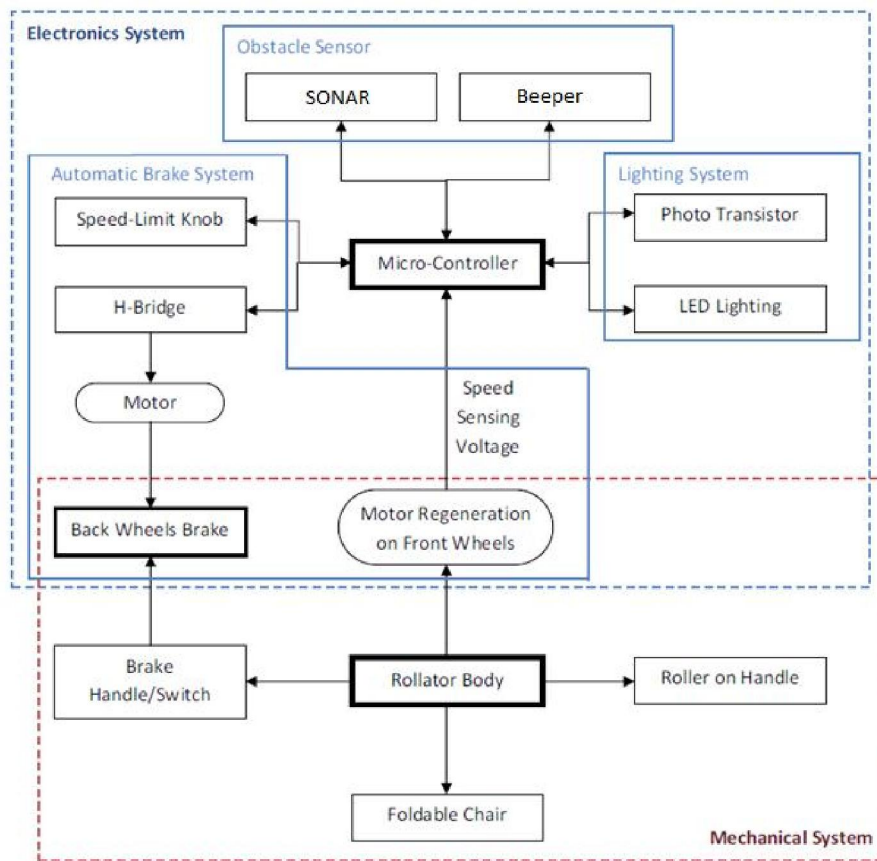 Electronics System
Obstacle Sensor
SONAR
Beeper
Automatic Brake System
Lighting System
Speed-Limit Knob
Photo Transistor
Micro-Controller
H-Bridge
LED Lighting
Motor
Speed
Sensing
Voltage
Back Wheels Brake
Motor Regeneration
on Front Wheels
Brake
Handle/Switch
Rollator Body
Roller on Handle
Foldable Chair
Mechanical System